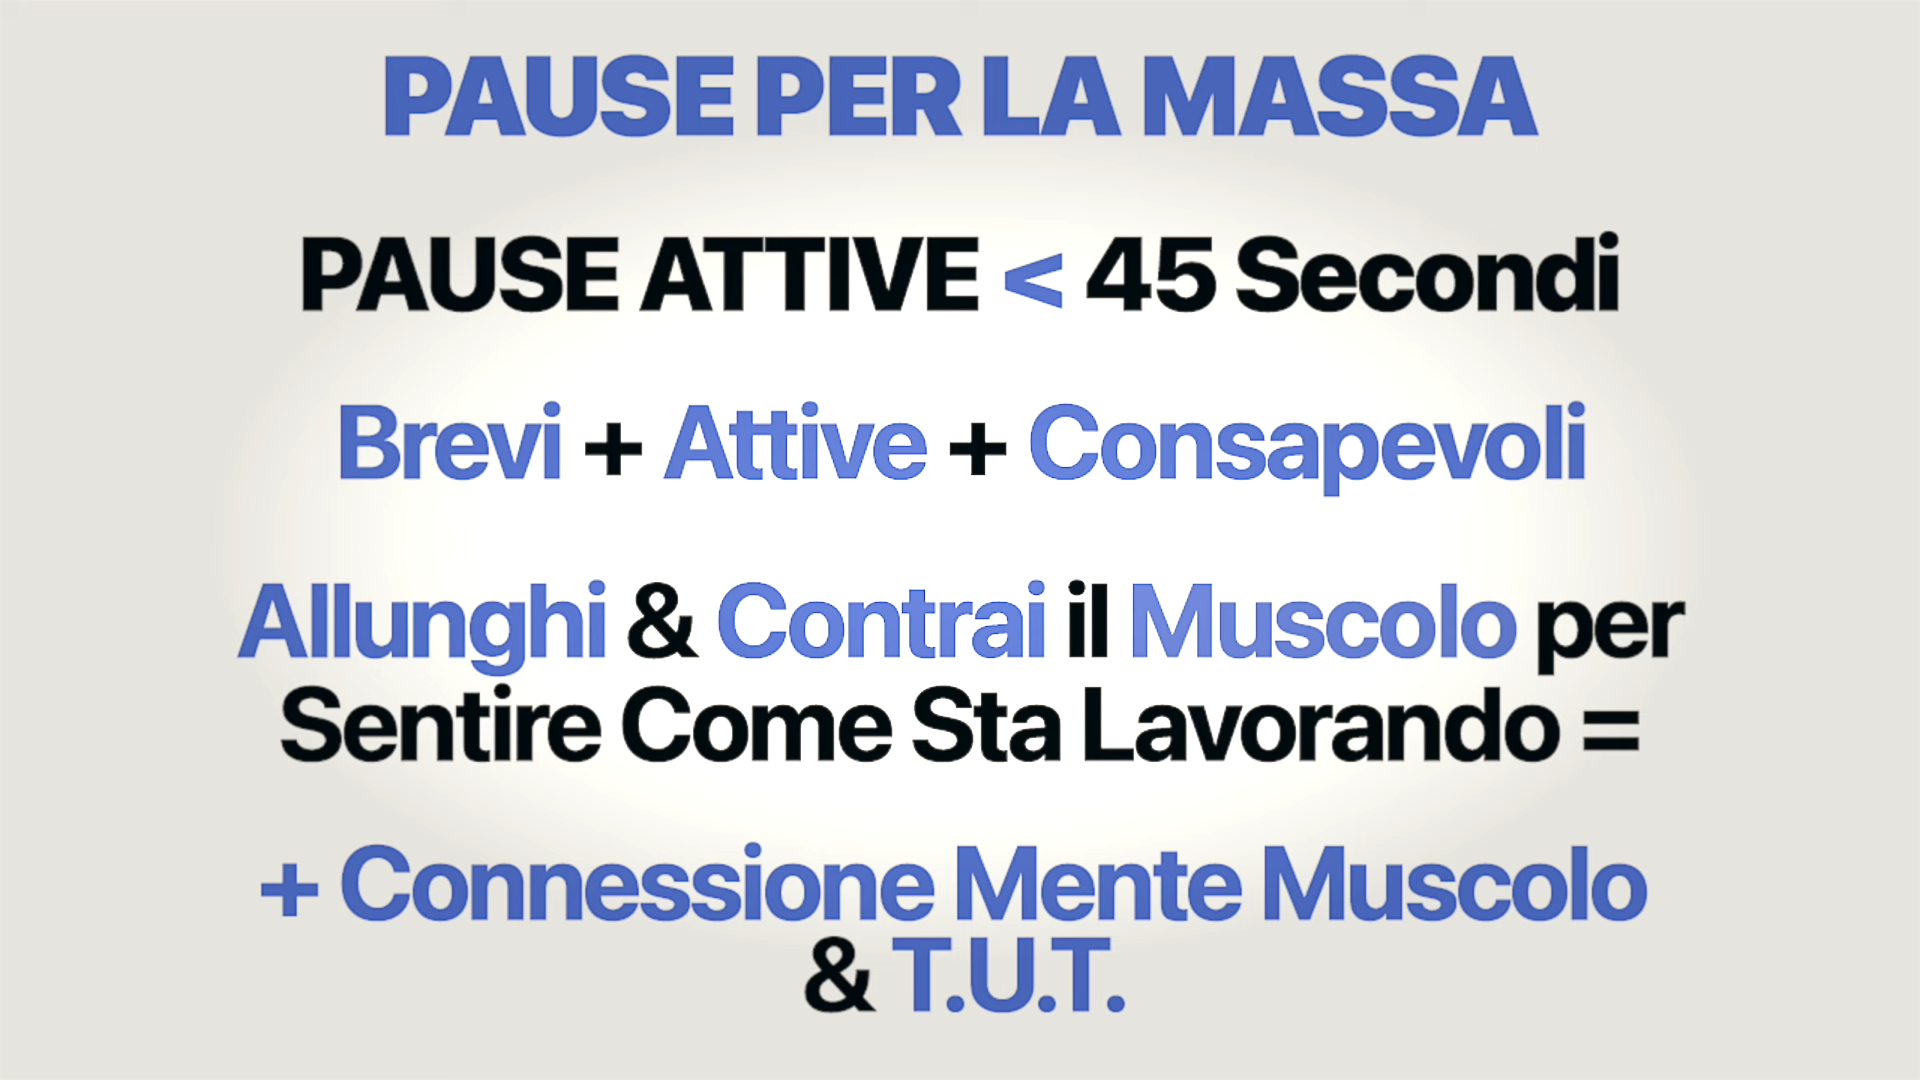 PAUSE PER LA MASSA
PAUSE ATTIVE < 45 Secondi
Brevi + Attive + Consapevoli
Allunghi & Contrai il Muscolo per
Sentire Come Sta Lavorando =
+ Connessione Mente Muscolo
& T.U.T.